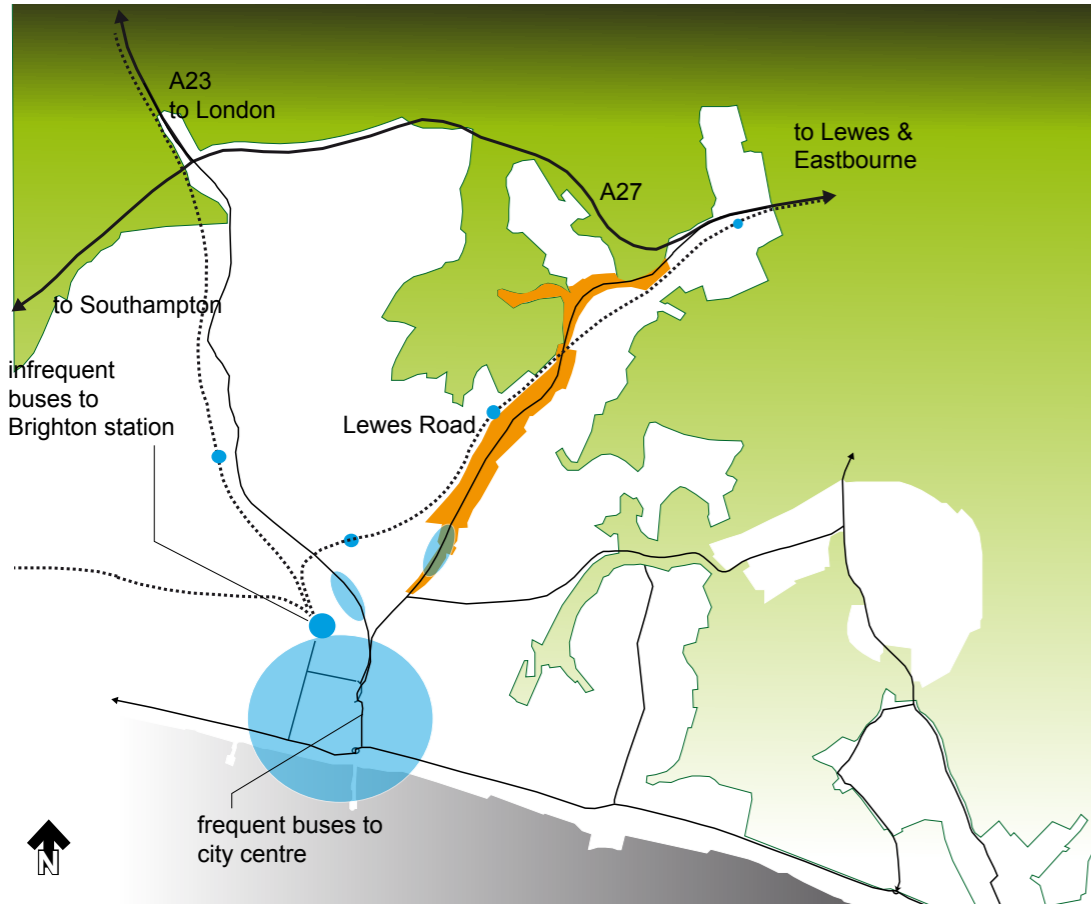 A23
to London
to Lewes &
Eastbourne
A27
to Southampton
infrequent
buses to
Brighton station
Lewes Road
frequent buses to
city centre
N